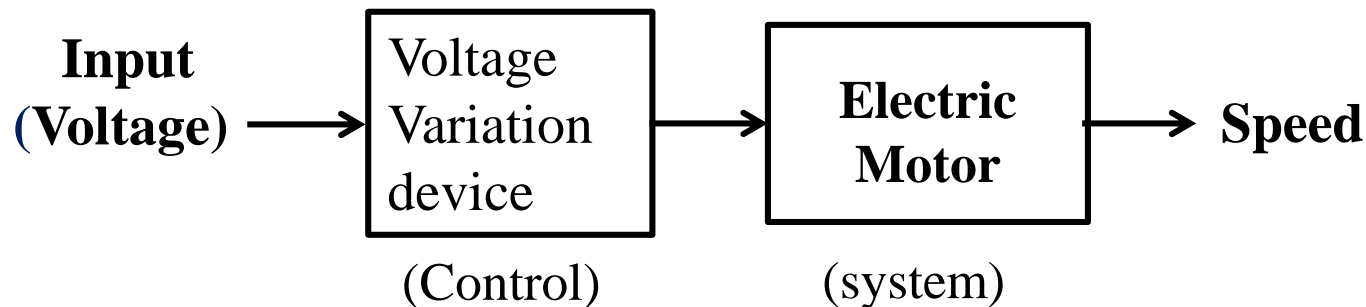 Input
(Voltage)
Voltage
Variation
device
(Control)
Electric
Motor
(system)
Speed